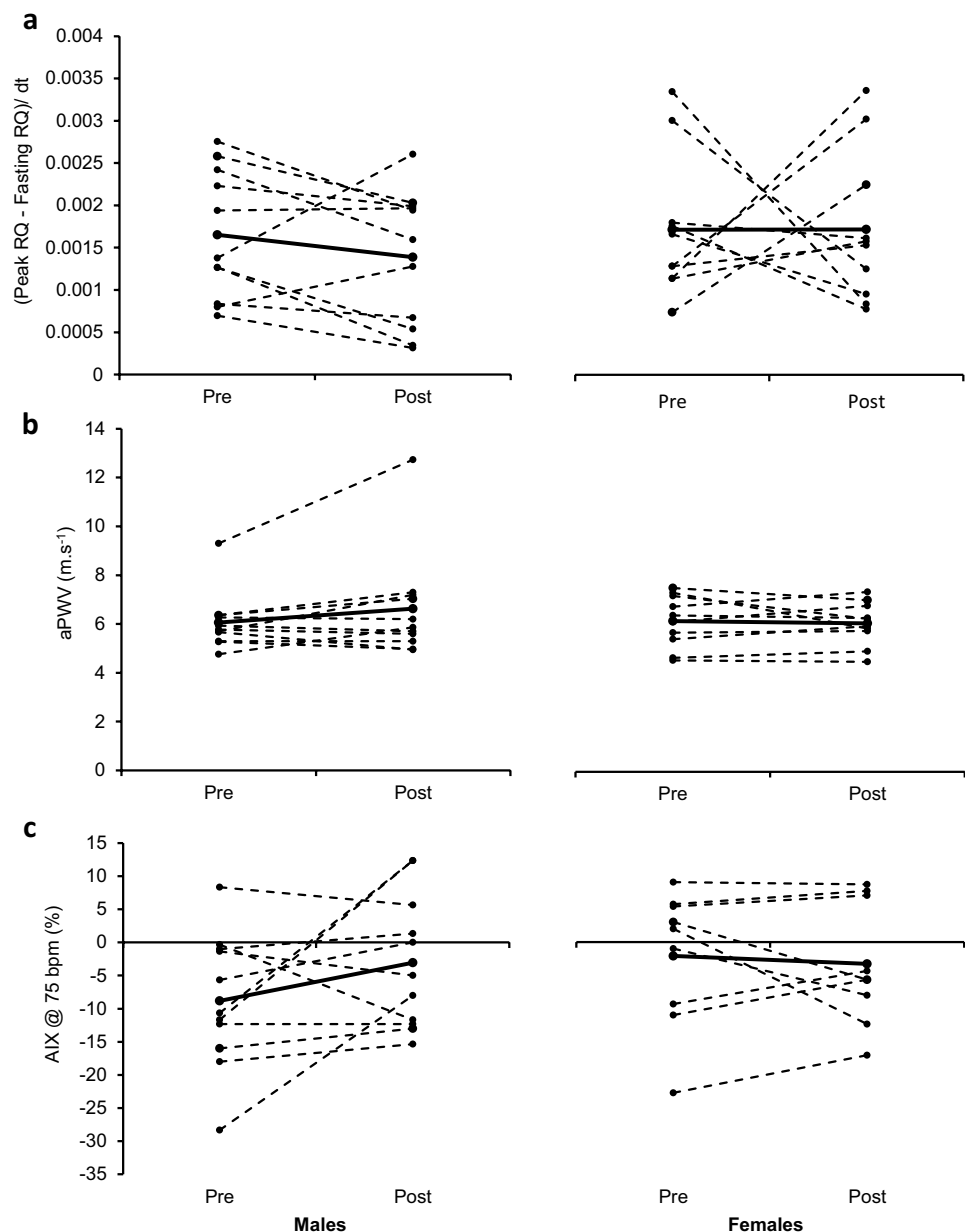 a
(Peak RQ - Fasting RQ)/ dt
0.004
0.0035
0.003
0.0025
0.002
0.0015
0.001
0.0005
0
Pre Post
Pre Post
b
aPWV (m.s⁻¹)
14
12
10
8
6
4
2
0
Pre Post
Pre Post
c
AIX @ 75 bpm (%)
15
10
5
0
-5
-10
-15
-20
-25
-30
-35
Pre Post
Pre Post
Males
Females